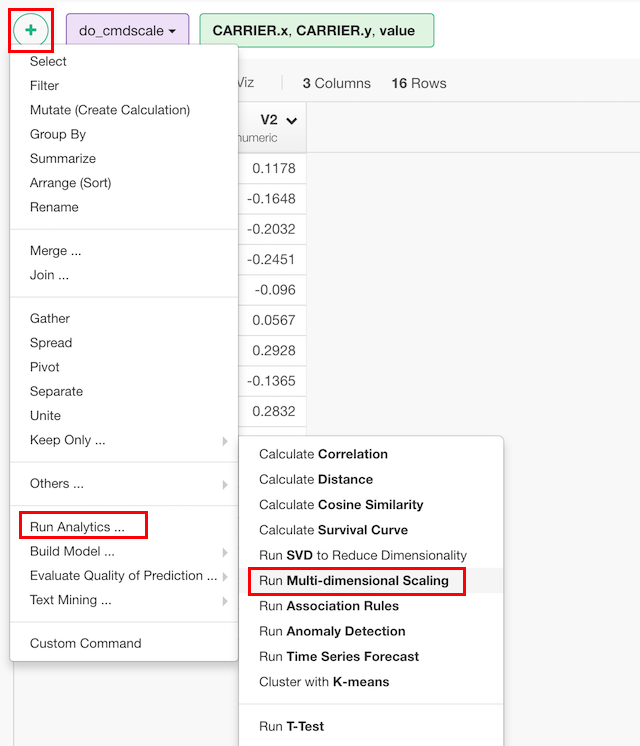 + do_cmdscale CARRIER.x, CARRIER.y, value
Viz 3 Columns 16 Rows
V2
numeric
0.1178
-0.1648
-0.2032
-0.2451
-0.096
0.0567
0.2928
-0.1365
0.2832
Select
Filter
Mutate (Create Calculation)
Group By
Summarize
Arrange (Sort)
Rename
Merge ...
Join ...
Gather
Spread
Pivot
Separate
Unite
Keep Only ...
Others ...
Run Analytics ...
Build Model ...
Evaluate Quality of Prediction ...
Text Mining ...
Custom Command
Calculate Correlation
Calculate Distance
Calculate Cosine Similarity
Calculate Survival Curve
Run SVD to Reduce Dimensionality
Run Multi-dimensional Scaling
Run Association Rules
Run Anomaly Detection
Run Time Series Forecast
Cluster with K-means
Run T-Test